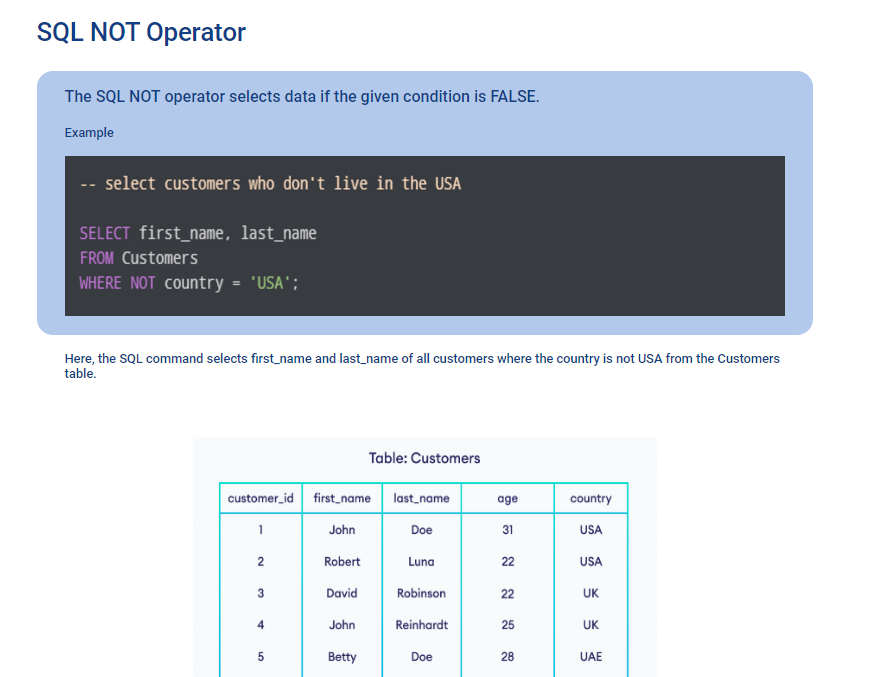 SQL NOT Operator
The SQL NOT operator selects data if the given condition is FALSE.
Example
-- select customers who don't live in the USA
SELECT first_name, last_name
FROM Customers
WHERE NOT country = 'USA';
Here, the SQL command selects first_name and last_name of all customers where the country is not USA from the Customers
table.
Table: Customers
customer_id first_name last_name age country
1 John Doe 31 USA
2 Robert Luna 22 USA
3 David Robinson 22 UK
4 John Reinhardt 25 UK
5 Betty Doe 28 UAE